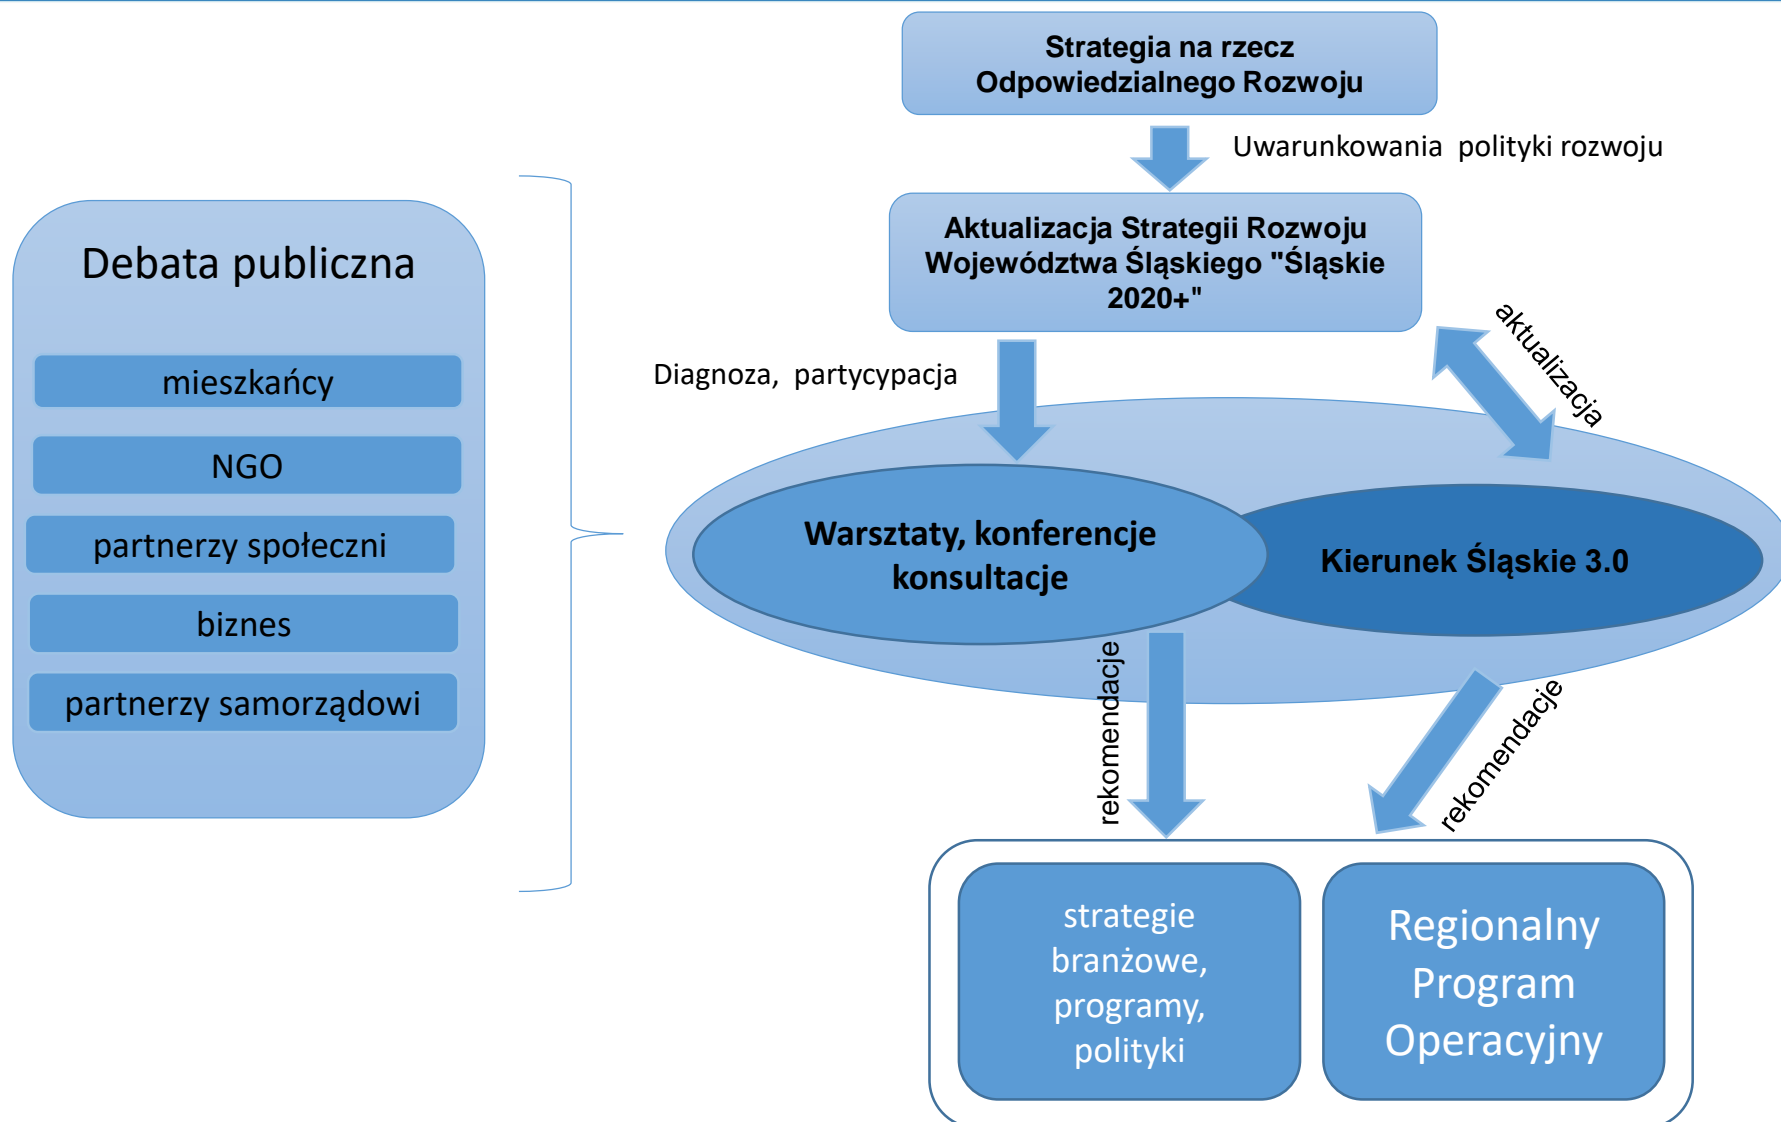 Strategia na rzecz
Odpowiedzialnego Rozwoju
Uwarunkowania polityki rozwoju
Aktualizacja Strategii Rozwoju
Województwa Śląskiego "Śląskie
2020+"
Debata publiczna
mieszkańcy
NGO
partnerzy społeczni
biznes
partnerzy samorządowi
Diagnoza, partycypacja
aktualizacja
Warsztaty, konferencje
konsultacje
Kierunek Śląskie 3.0
rekomendacje
rekomendacje
strategie
branżowe,
programy,
polityki
Regionalny
Program
Operacyjny